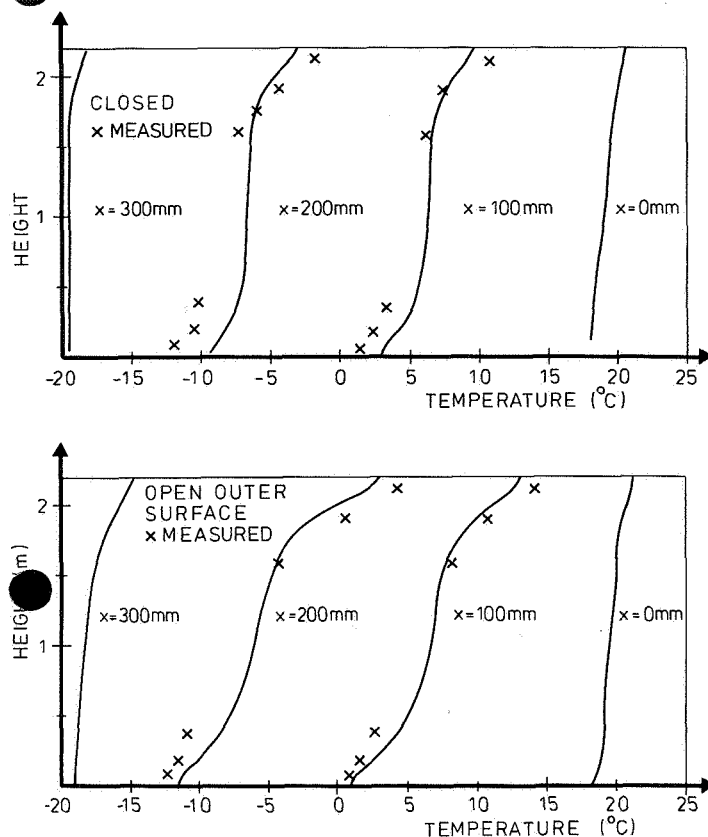 2
CLOSED
× MEASURED
HEIGHT
×=300mm ×=200mm ×=100mm ×=0mm
1
-20 -15 -10 -5 0 5 10 15 20 25
TEMPERATURE (°C)
2
OPEN OUTER
SURFACE
× MEASURED
(m)
×=300mm ×=200mm ×=100mm ×=0mm
1
-20 -15 -10 -5 0 5 10 15 20 25
TEMPERATURE (°C)